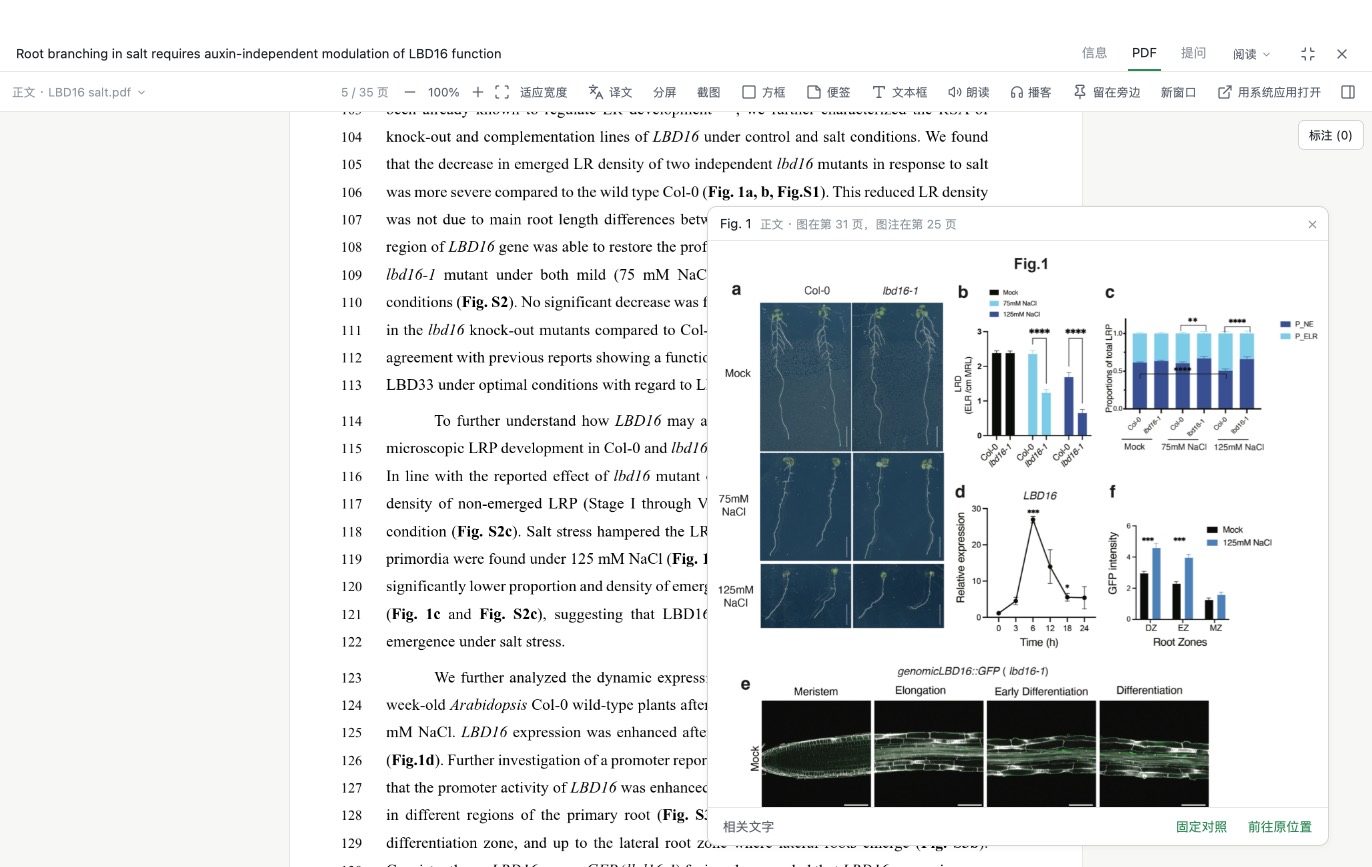 Root branching in salt requires auxin-independent modulation of LBD16 function
信息
PDF
提问
阅读
正文 · LBD16 salt.pdf
5 / 35 页
100%
适应宽度
译文
分屏
截图
方框
便签
文本框
朗读
播客
留在旁边
新窗口
用系统应用打开
标注 (0)
104 knock-out and complementation lines of LBD16 under control and salt conditions. We found
105 that the decrease in emerged LR density of two independent lbd16 mutants in response to salt
106 was more severe compared to the wild type Col-0 (Fig. 1a, b, Fig.S1). This reduced LR density
107 was not due to main root length differences
108 region of LBD16 gene was able to restore the
109 lbd16-1 mutant under both mild (75 mM
110 conditions (Fig. S2). No significant decrease was
111 in the lbd16 knock-out mutants compared to Col-
112 agreement with previous reports showing a
113 LBD33 under optimal conditions with regard to
114 To further understand how LBD16 may
115 microscopic LRP development in Col-0 and lbd16
116 In line with the reported effect of lbd16 mutant
117 density of non-emerged LRP (Stage I through
118 condition (Fig. S2c). Salt stress hampered the
119 primordia were found under 125 mM NaCl (Fig.
120 significantly lower proportion and density of
121 (Fig. 1c and Fig. S2c), suggesting that LBD16
122 emergence under salt stress.
123 We further analyzed the dynamic
124 week-old Arabidopsis Col-0 wild-type plants
125 mM NaCl. LBD16 expression was enhanced
126 (Fig.1d). Further investigation of a promoter
127 that the promoter activity of LBD16 was
128 in different regions of the primary root (Fig.
129 differentiation zone, and up to the lateral root
Fig. 1 正文 · 图在第 31 页，图注在第 25 页
Fig.1
a
Col-0
lbd16-1
Mock
75mM
NaCl
125mM
NaCl
b
Mock
75mM NaCl
125mM NaCl
LRD
(ELR /cm MRL)
3
2
1
0
****
****
Col-0
lbd16-1
Col-0
lbd16-1
Col-0
lbd16-1
c
Proportions of total LRP
1.0
0.5
0.0
**
****
****
P_NE
P_ELR
Col-0
lbd16-1
Col-0
lbd16-1
Col-0
lbd16-1
Mock
75mM NaCl
125mM NaCl
d
LBD16
Relative expression
30
20
10
0
***
*
0 3 6 12 18 24
Time (h)
f
GFP intensity
6
4
2
0
***
***
Mock
125mM NaCl
DZ EZ MZ
Root Zones
genomicLBD16::GFP ( lbd16-1)
e
Meristem
Elongation
Early Differentiation
Differentiation
Mock
相关文字
固定对照
前往原位置